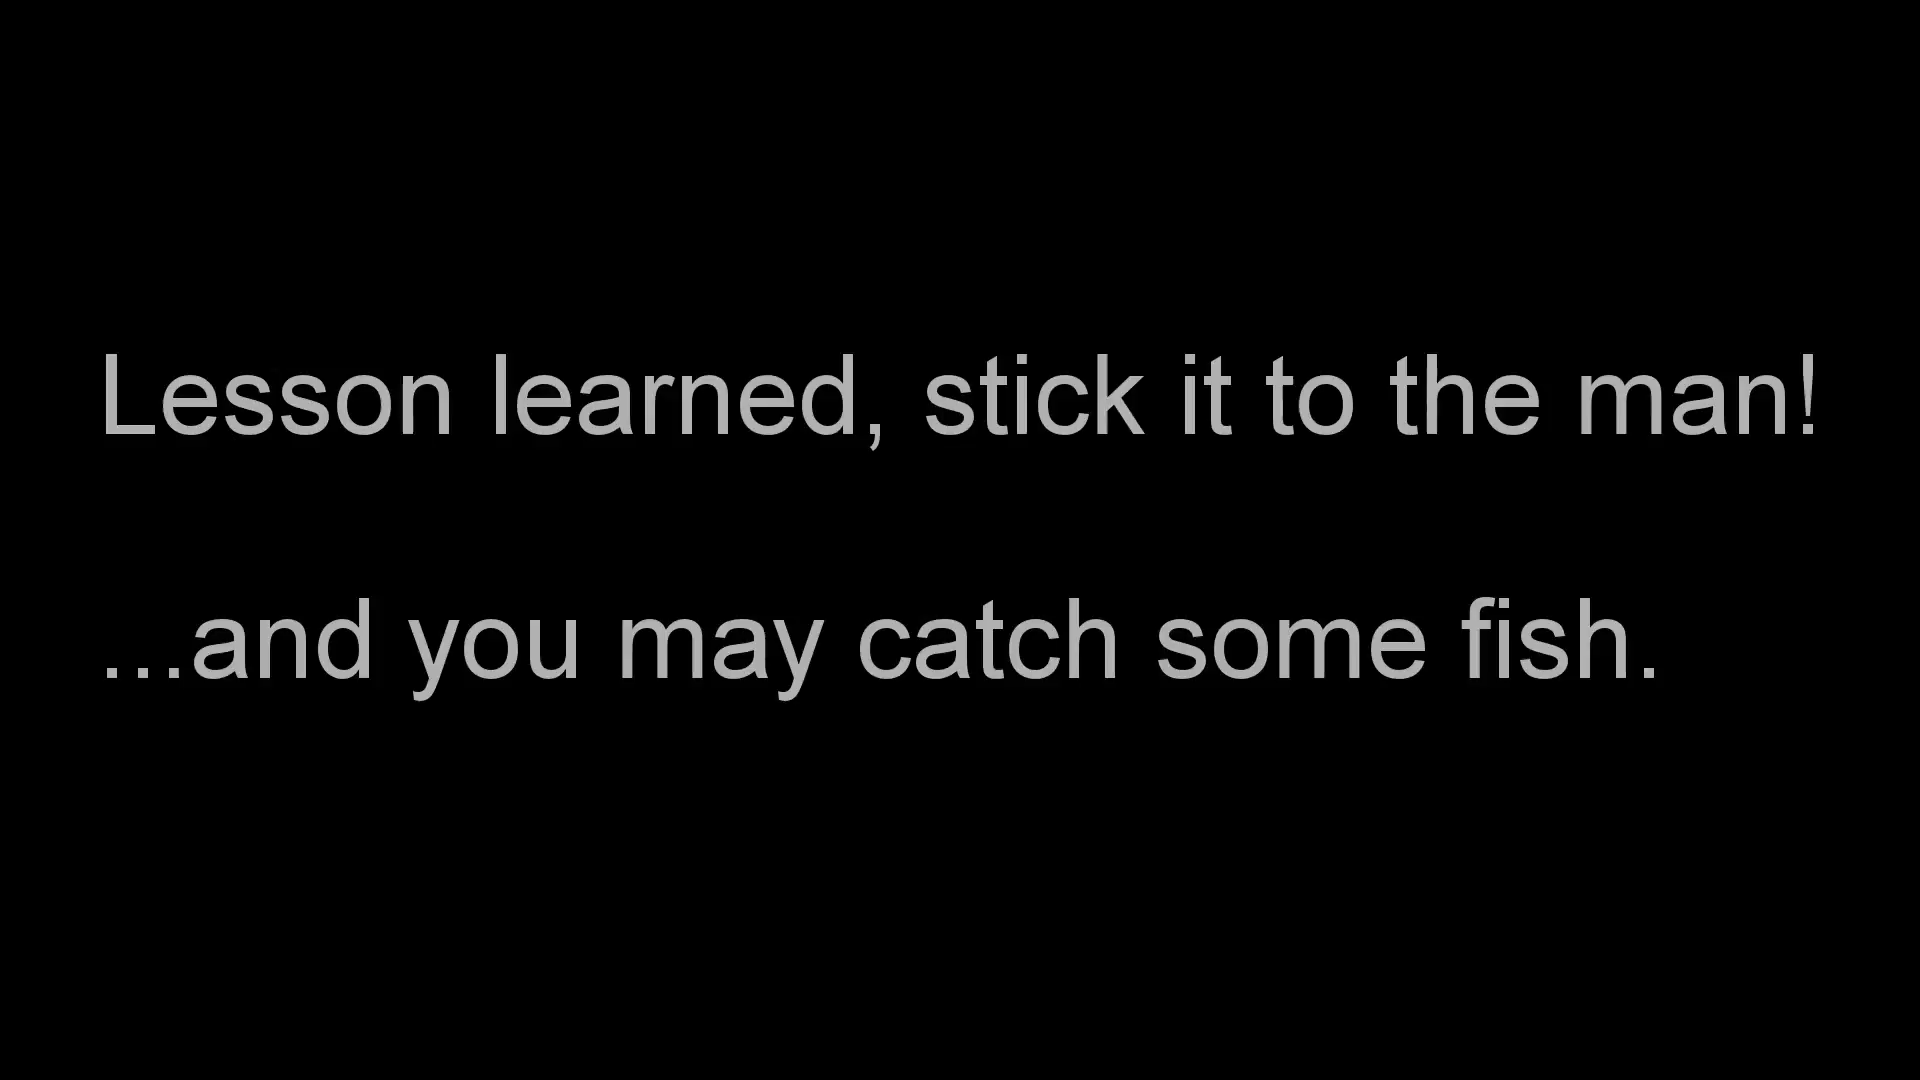 Lesson learned, stick it to the man!
...and you may catch some fish.